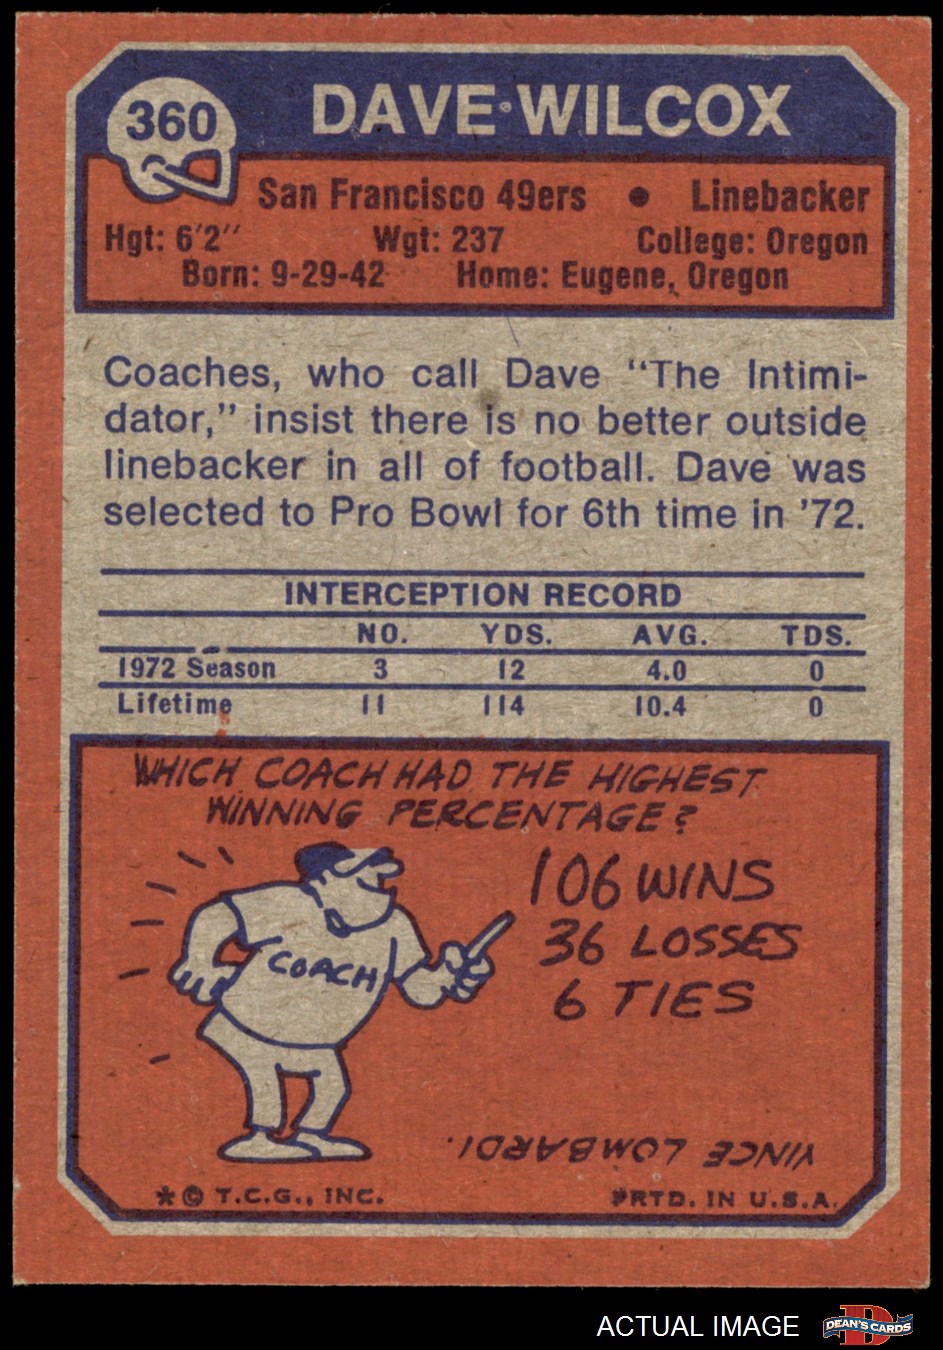 360
DAVE WILCOX
San Francisco 49ers • Linebacker
Hgt: 6'2" Wgt: 237 College: Oregon
Born: 9-29-42 Home: Eugene, Oregon
Coaches, who call Dave "The Intimi-
dator," insist there is no better outside
linebacker in all of football. Dave was
selected to Pro Bowl for 6th time in '72.
INTERCEPTION RECORD
NO. YDS. AVG. TDS.
1972 Season 3 12 4.0 0
Lifetime 11 114 10.4 0
WHICH COACH HAD THE HIGHEST
WINNING PERCENTAGE?
106 WINS
36 LOSSES
6 TIES
COACH
VINCE LOMBARDI.
* © T.C.G., INC. PRTD. IN U.S.A.
ACTUAL IMAGE
D
DEAN'S CARDS